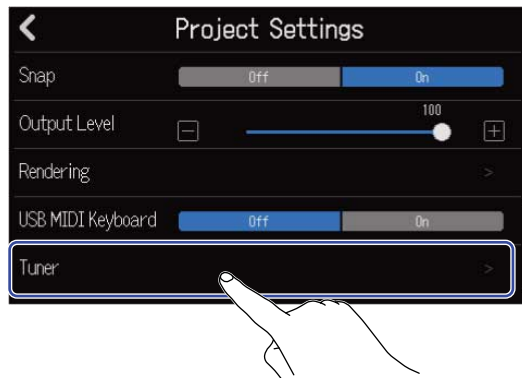 Project Settings
Snap Off On
Output Level 100
Rendering >
USB MIDI Keyboard Off On
Tuner >